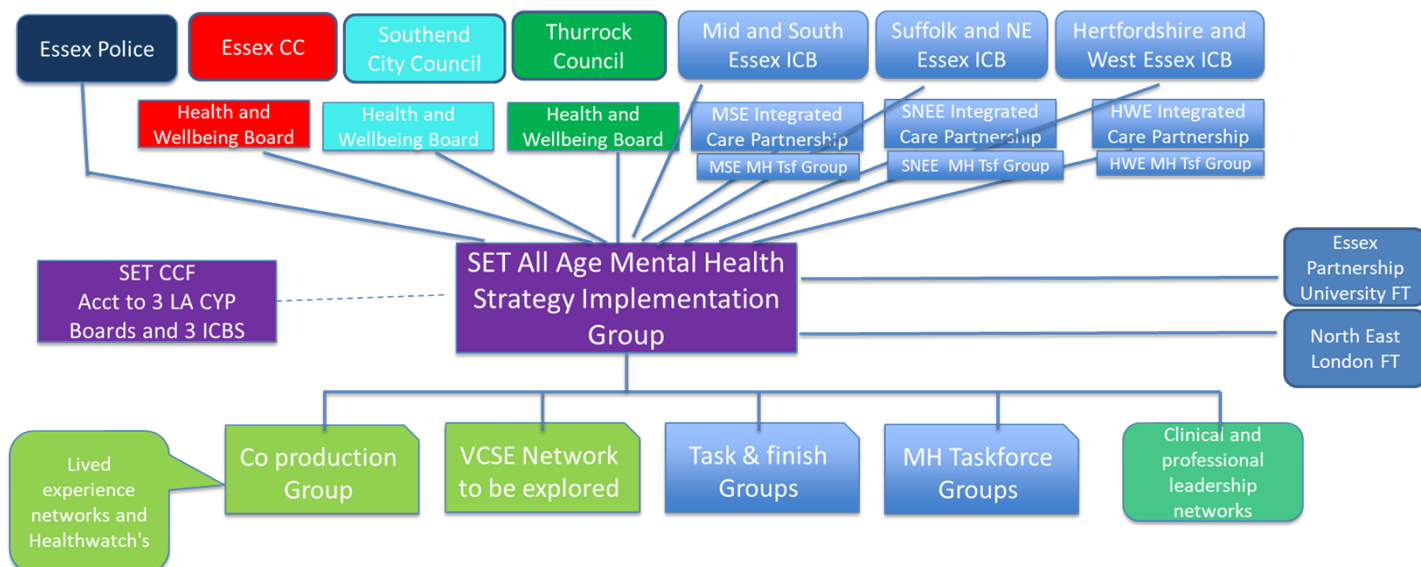 Essex Police
Essex CC
Southend
City Council
Thurrock
Council
Mid and South
Essex ICB
Suffolk and NE
Essex ICB
Hertfordshire and
West Essex ICB
Health and
Wellbeing Board
Health and
Wellbeing Board
Health and
Wellbeing Board
MSE Integrated
Care Partnership
SNEE Integrated
Care Partnership
HWE Integrated
Care Partnership
MSE MH Tsf Group
SNEE MH Tsf Group
HWE MH Tsf Group
SET CCF
Acct to 3 LA CYP
Boards and 3 ICBS
SET All Age Mental Health
Strategy Implementation
Group
Essex
Partnership
University FT
North East
London FT
Lived
experience
networks and
Healthwatch's
Co production
Group
VCSE Network
to be explored
Task & finish
Groups
MH Taskforce
Groups
Clinical and
professional
leadership
networks